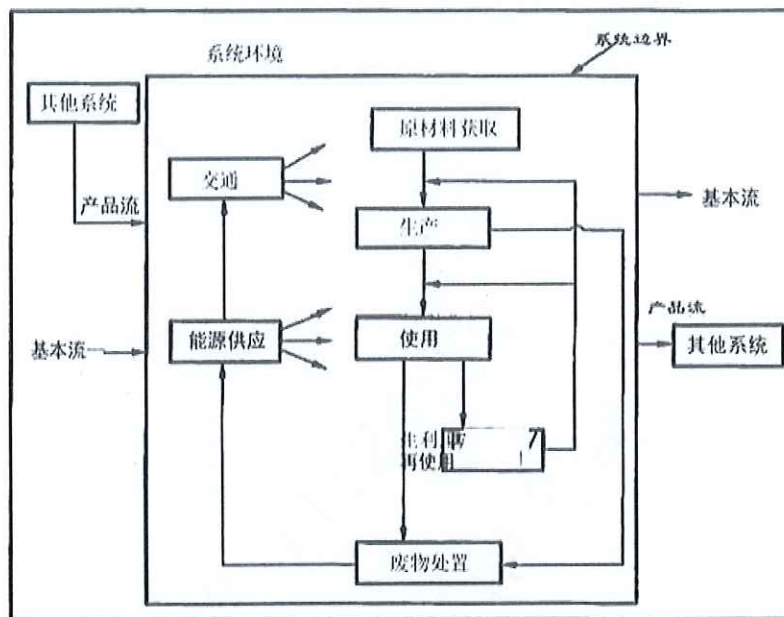 系统环境
系统边界
其他系统
原材料获取
交通
产品流
基本流
生产
产品流
基本流
能源供应
使用
其他系统
再使用
废物处置